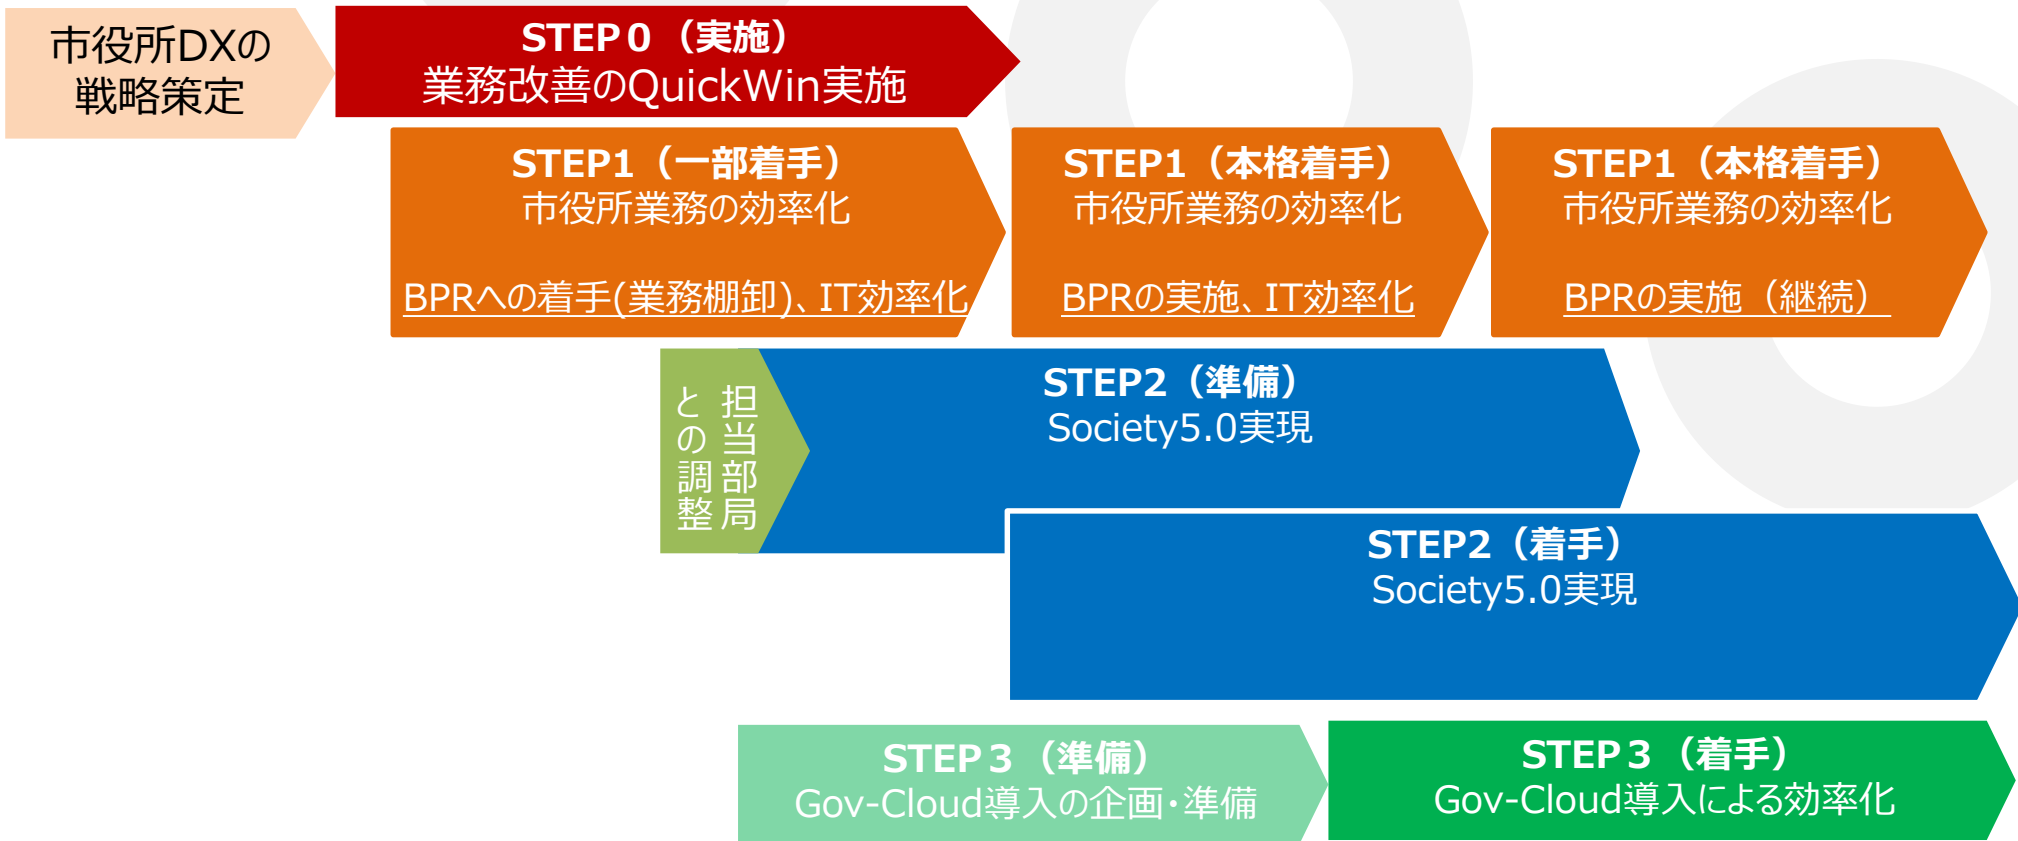 市役所DXの
戦略策定
STEP０（実施）
業務改善のQuickWin実施
STEP1（一部着手）
市役所業務の効率化
BPRへの着手(業務棚卸)、IT効率化
STEP1（本格着手）
市役所業務の効率化
BPRの実施、IT効率化
STEP1（本格着手）
市役所業務の効率化
BPRの実施（継続）
担当部局
との調整
STEP2（準備）
Society5.0実現
STEP2（着手）
Society5.0実現
STEP３（準備）
Gov-Cloud導入の企画・準備
STEP３（着手）
Gov-Cloud導入による効率化